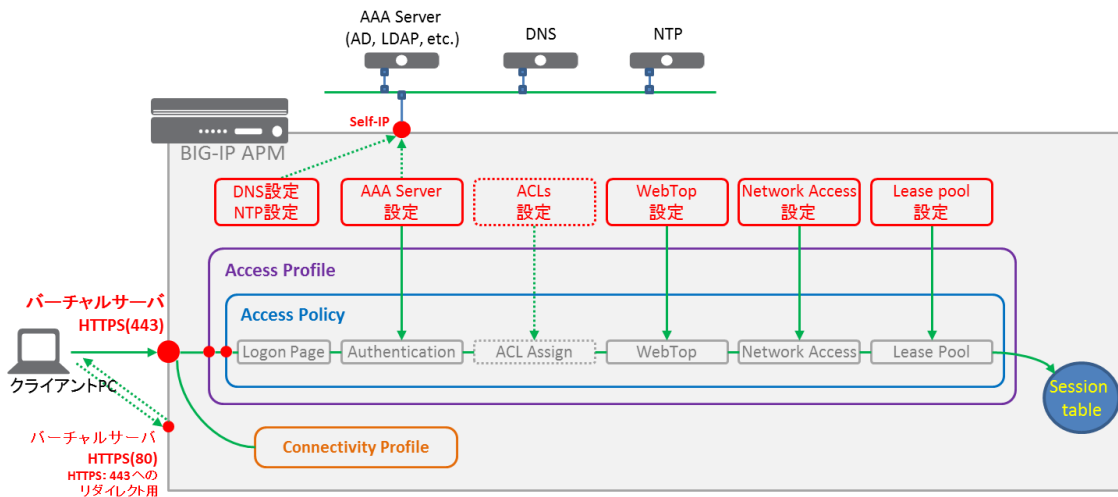 AAA Server
(AD, LDAP, etc.)
DNS
NTP
Self-IP
BIG-IP APM
DNS設定
NTP設定
AAA Server
設定
ACLs
設定
WebTop
設定
Network Access
設定
Lease pool
設定
Access Profile
Access Policy
バーチャルサーバ
HTTPS(443)
Logon Page
Authentication
ACL Assign
WebTop
Network Access
Lease Pool
クライアントPC
Session
table
バーチャルサーバ
HTTPS(80)
HTTPS: 443への
リダイレクト用
Connectivity Profile